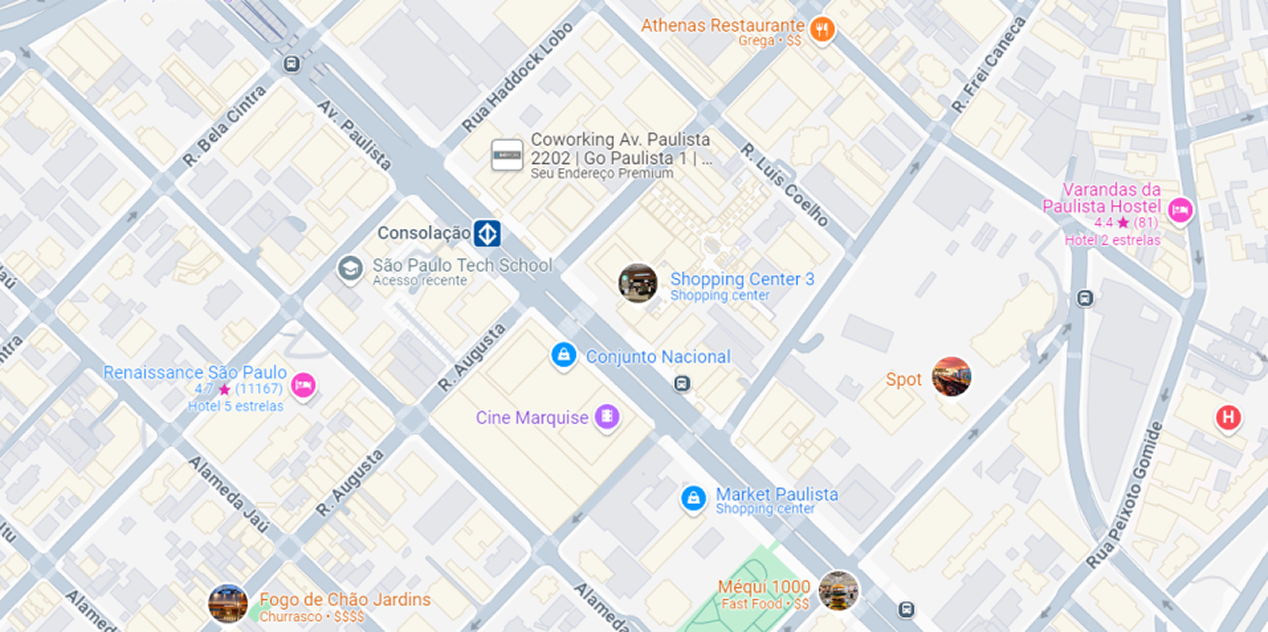 Athenas Restaurante
Grega • $$
Rua Haddock Lobo
R. Frei Caneca
R. Bela Cintra
Av. Paulista
Coworking Av. Paulista
2202 | Go Paulista 1 | ...
Seu Endereço Premium
R. Luís Coelho
Varandas da
Paulista Hostel
4.4 ★ (81)
Hotel 2 estrelas
Consolação
São Paulo Tech School
Acesso recente
Shopping Center 3
Shopping center
aú
ntra
R. Augusta
Conjunto Nacional
Renaissance São Paulo
4.7 ★ (11167)
Hotel 5 estrelas
Spot
Cine Marquise
H
R. Augusta
Alameda Jaú
Market Paulista
Shopping center
Rua Peixoto Gomide
Itu
Méqui 1000
Fast Food • $$
Fogo de Chão Jardins
Churrasco • $$$$
Alameda
Alameda